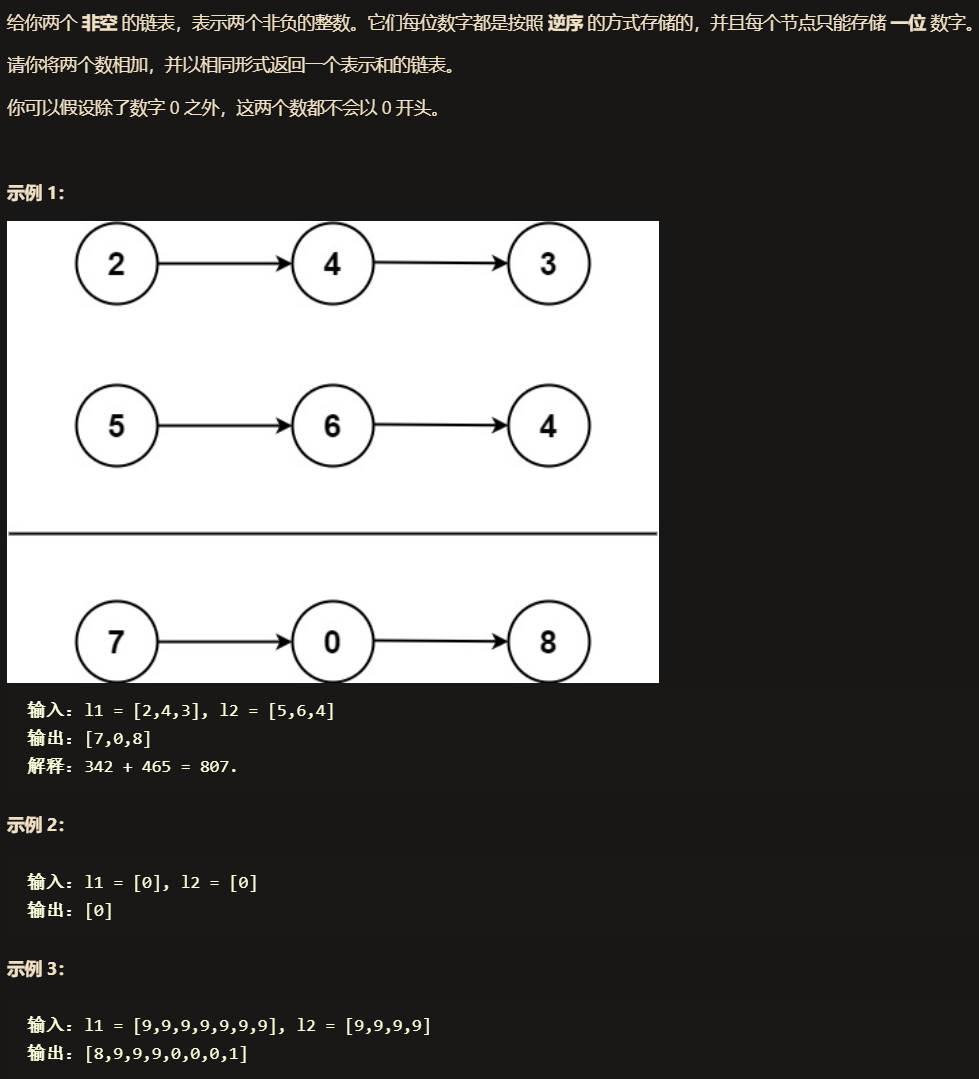 给你两个 非空 的链表，表示两个非负的整数。它们每位数字都是按照 逆序 的方式存储的，并且每个节点只能存储 一位 数字。
请你将两个数相加，并以相同形式返回一个表示和的链表。
你可以假设除了数字 0 之外，这两个数都不会以 0 开头。
示例 1：
2 4 3
5 6 4
7 0 8
输入：l1 = [2,4,3], l2 = [5,6,4]
输出：[7,0,8]
解释：342 + 465 = 807.
示例 2：
输入：l1 = [0], l2 = [0]
输出：[0]
示例 3：
输入：l1 = [9,9,9,9,9,9,9], l2 = [9,9,9,9]
输出：[8,9,9,9,0,0,0,1]